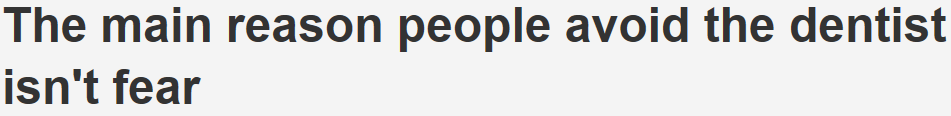 The main reason people avoid the dentist
isn't fear